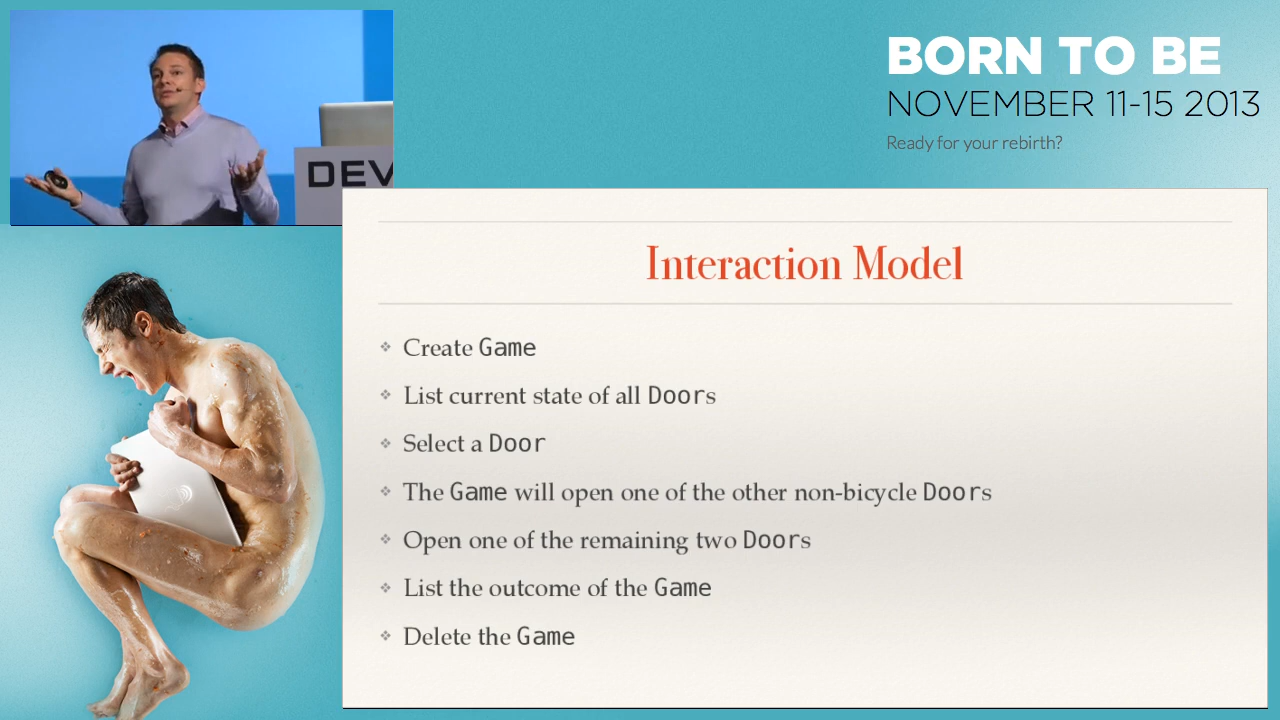 BORN TO BE
NOVEMBER 11-15 2013
Ready for your rebirth?
DEV
Interaction Model
Create Game
List current state of all Doors
Select a Door
The Game will open one of the other non-bicycle Doors
Open one of the remaining two Doors
List the outcome of the Game
Delete the Game